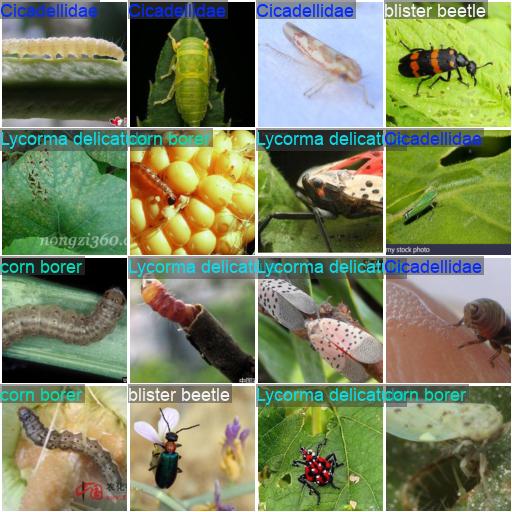 Cicadellidae
Cicadellidae
Cicadellidae
blister beetle
Lycorma delicat
corn borer
Lycorma delicat
Cicadellidae
nongzi360.c
my stock photo
corn borer
Lycorma delicat
Lycorma delicat
Cicadellidae
corn borer
blister beetle
Lycorma delicat
corn borer